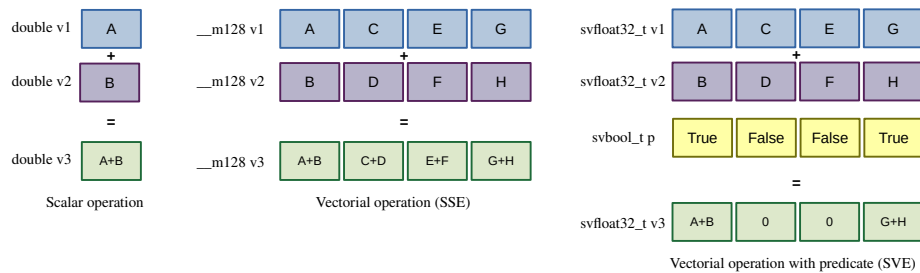 double v1 A
+
double v2 B
=
double v3 A+B
Scalar operation
__m128 v1 A C E G
+
__m128 v2 B D F H
=
__m128 v3 A+B C+D E+F G+H
Vectorial operation (SSE)
svfloat32_t v1 A C E G
+
svfloat32_t v2 B D F H
svbool_t p True False False True
=
svfloat32_t v3 A+B 0 0 G+H
Vectorial operation with predicate (SVE)